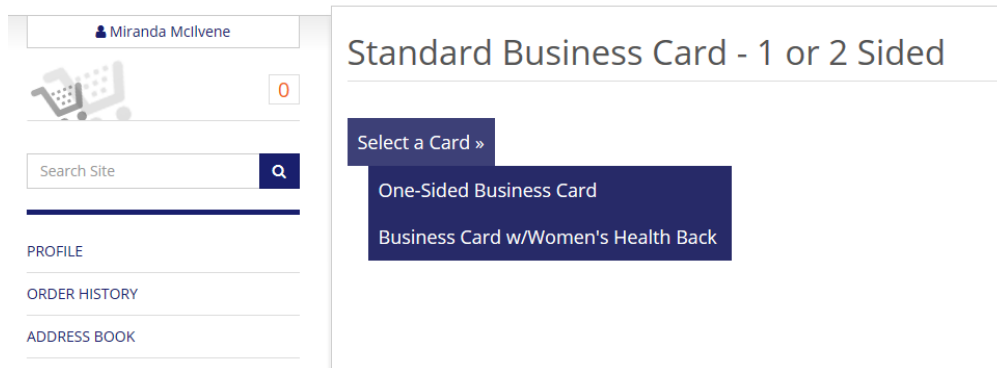 Miranda McIlvene
0
Search Site
PROFILE
ORDER HISTORY
ADDRESS BOOK
Standard Business Card - 1 or 2 Sided
Select a Card »
One-Sided Business Card
Business Card w/Women's Health Back